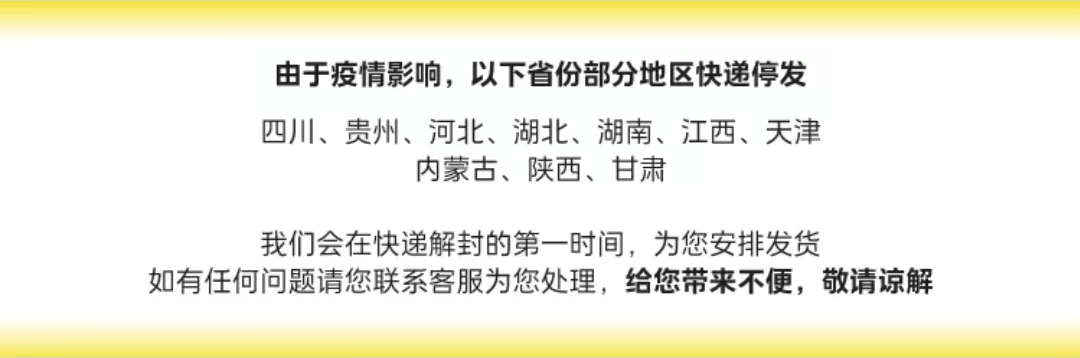 由于疫情影响，以下省份部分地区快递停发
四川、贵州、河北、湖北、湖南、江西、天津
内蒙古、陕西、甘肃
我们会在快递解封的第一时间，为您安排发货
如有任何问题请您联系客服为您处理，给您带来不便，敬请谅解